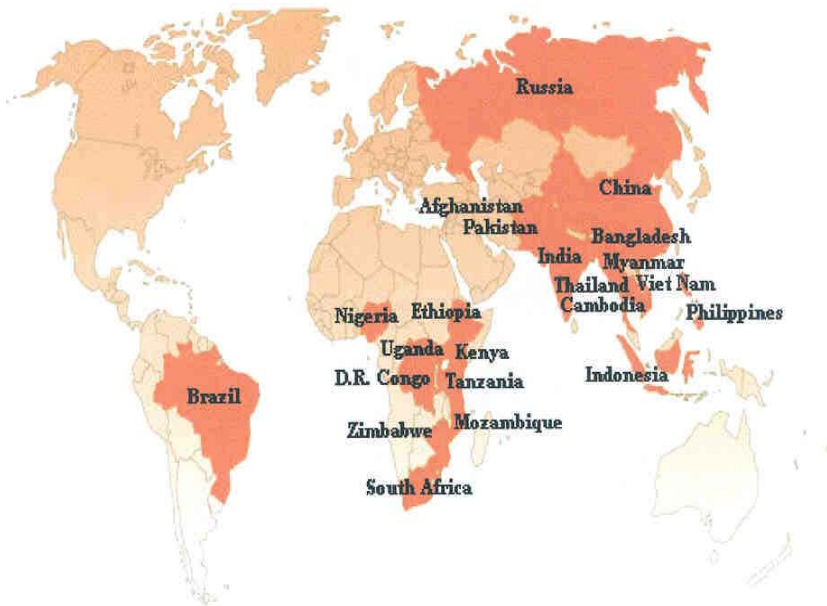 Russia
China
Afghanistan
Pakistan
Bangladesh
India
Myanmar
Thailand
Viet Nam
Cambodia
Philippines
Nigeria
Ethiopia
Uganda
Kenya
D.R. Congo
Tanzania
Indonesia
Brazil
Mozambique
Zimbabwe
South Africa